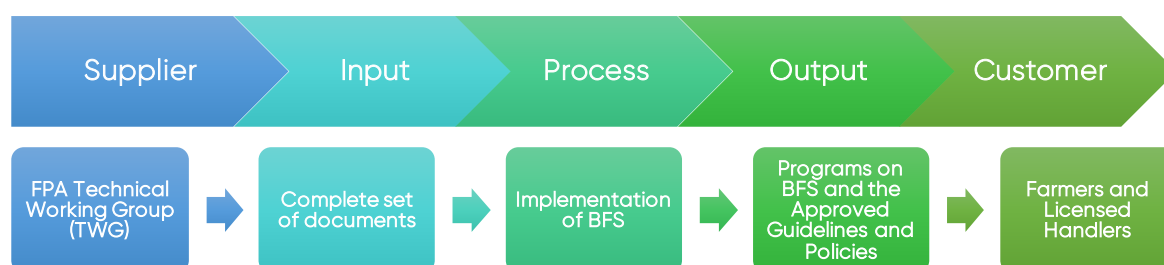 Supplier
Input
Process
Output
Customer
FPA Technical
Working Group
(TWG)
Complete set
of documents
Implementation
of BFS
Programs on
BFS and the
Approved
Guidelines and
Policies
Farmers and
Licensed
Handlers